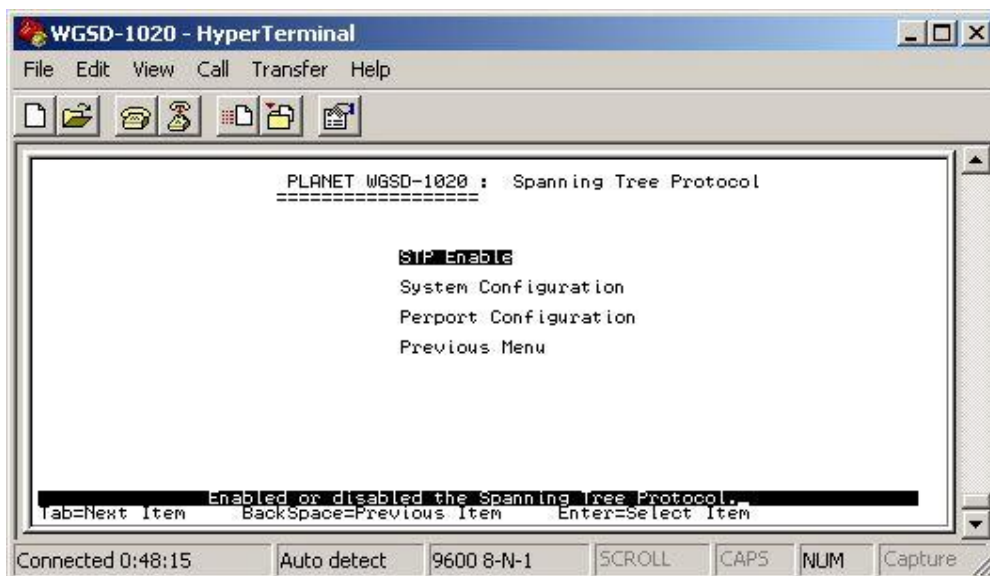 WGSD-1020 - HyperTerminal
File Edit View Call Transfer Help
PLANET WGSD-1020 : Spanning Tree Protocol
===================
STP Enable
System Configuration
Perport Configuration
Previous Menu
Enabled or disabled the Spanning Tree Protocol._
Tab=Next Item BackSpace=Previous Item Enter=Select Item
Connected 0:48:15 Auto detect 9600 8-N-1 SCROLL CAPS NUM Capture